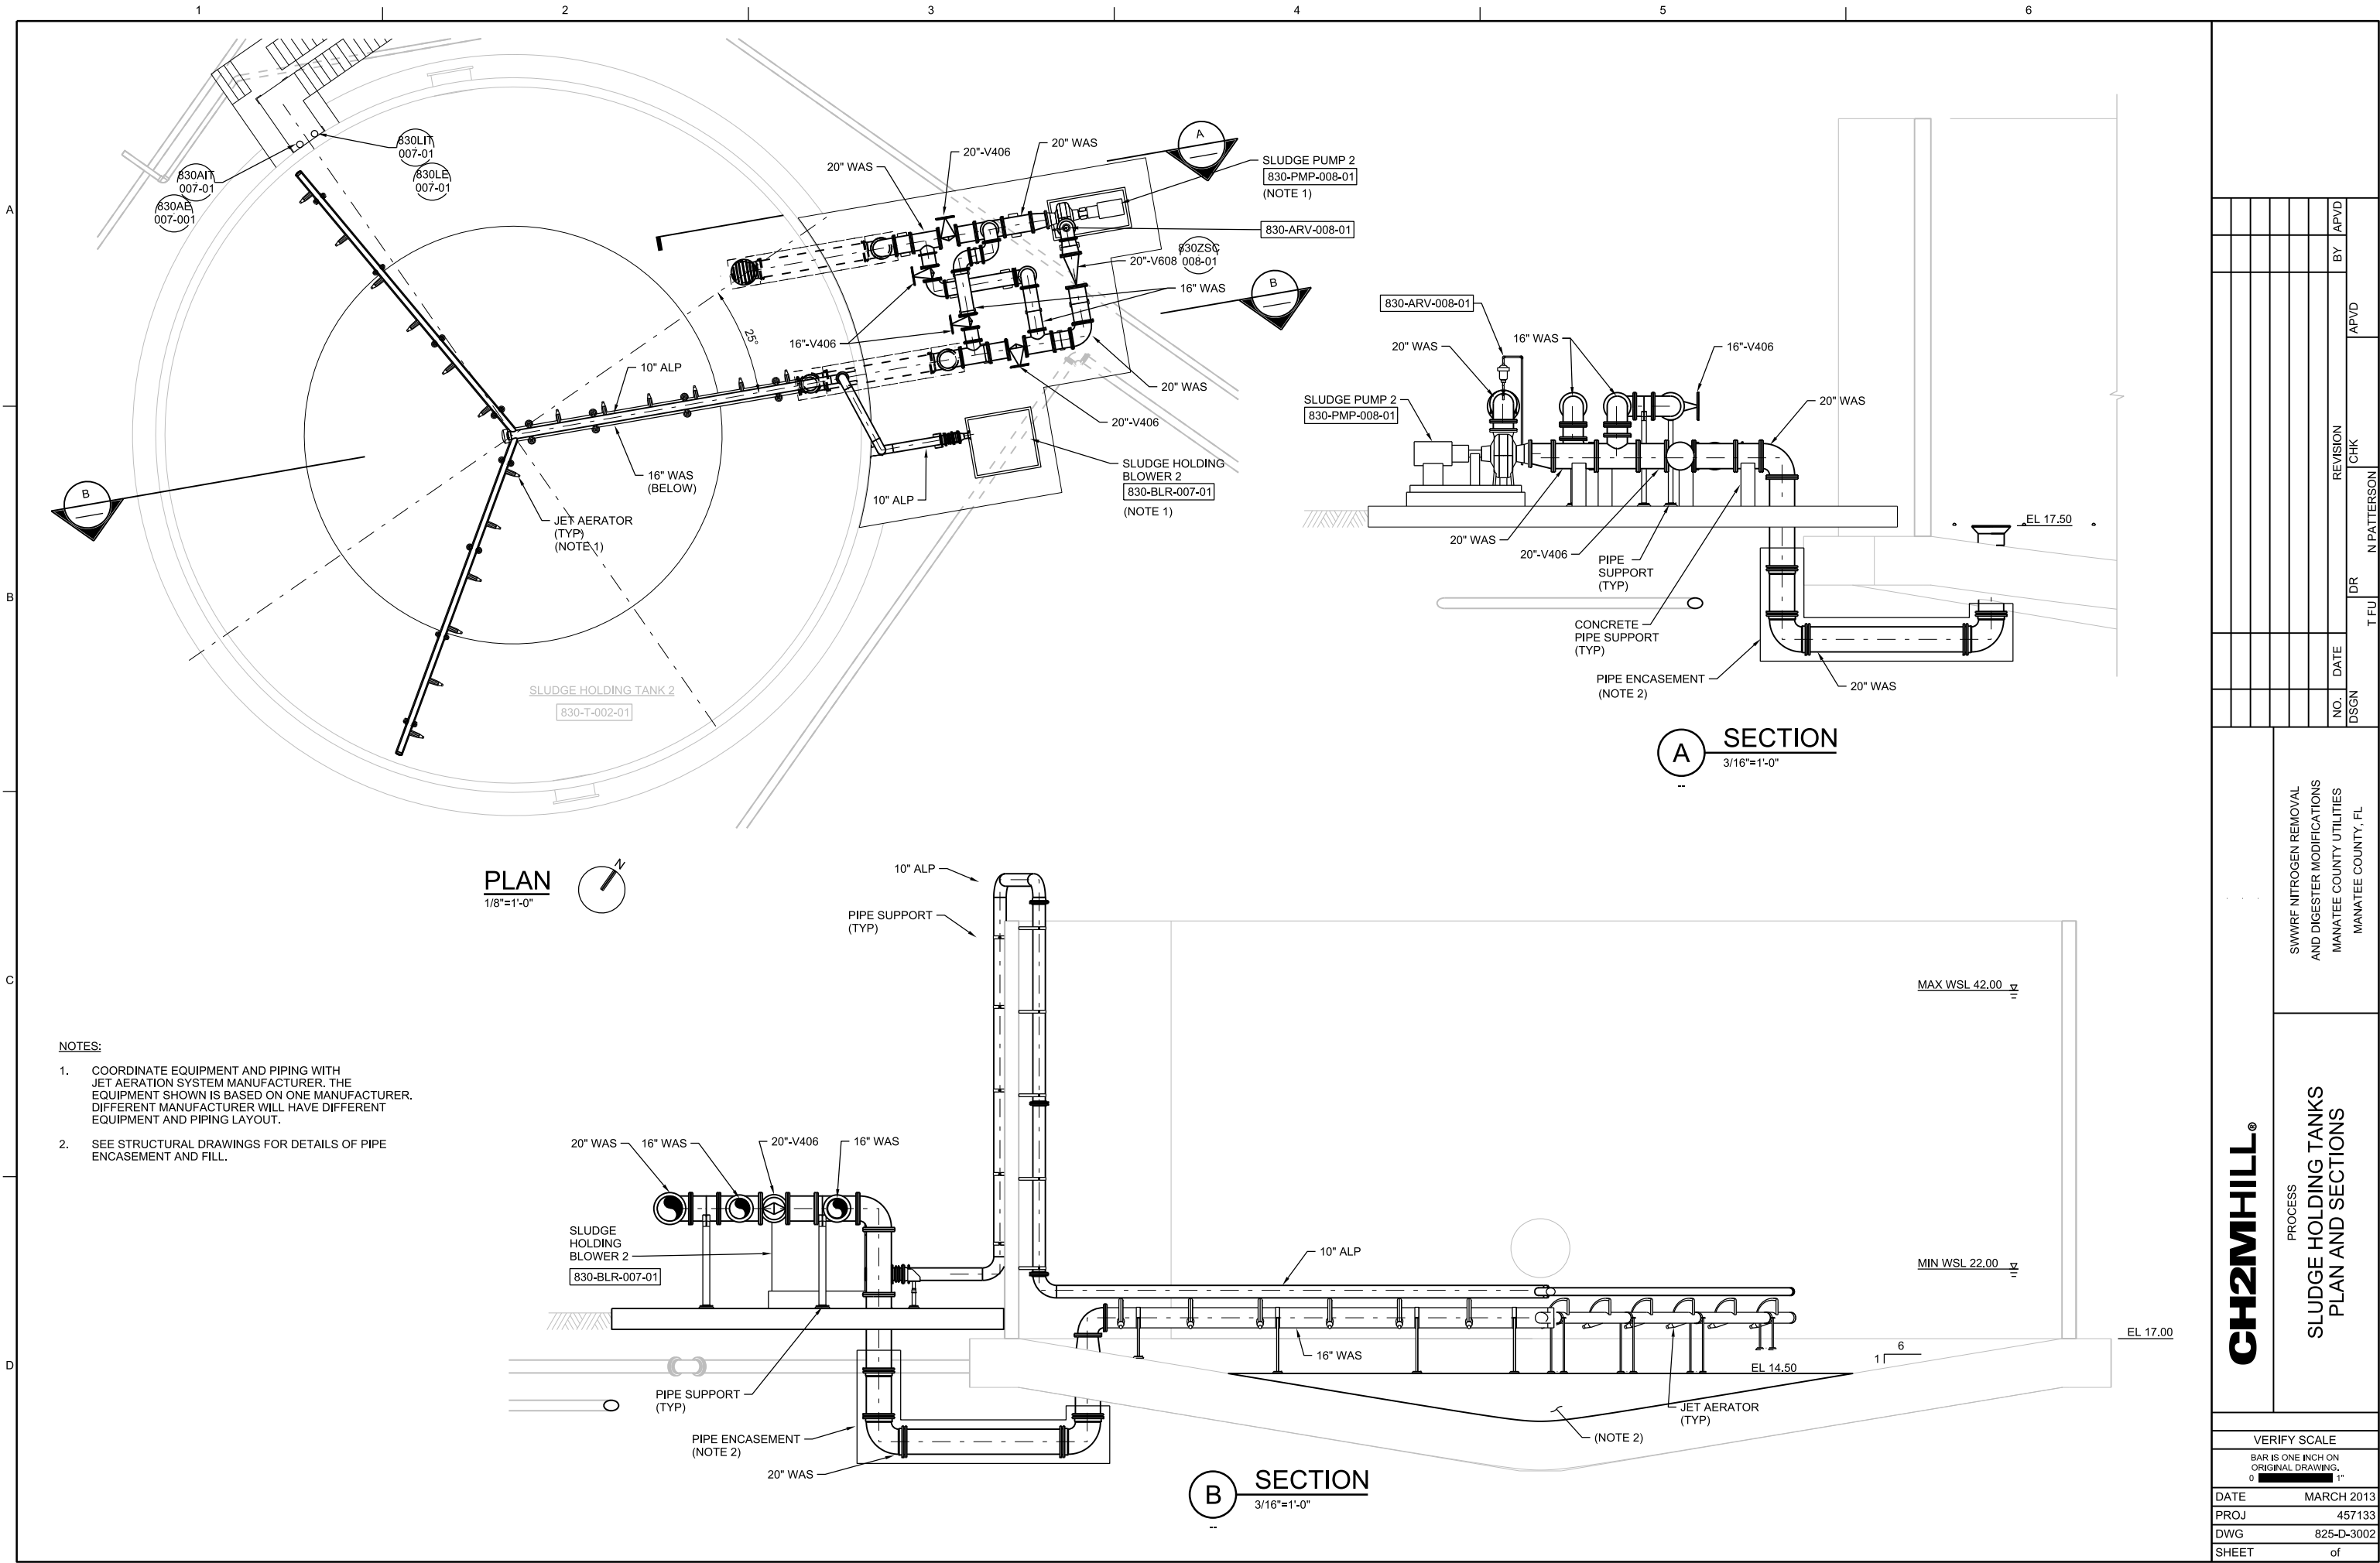 1
2
3
4
5
6
A
B
C
D
830LIT
007-01
830LE
007-01
830AIT
007-01
830AE
007-001
20" WAS
20"-V406
20" WAS
A
SLUDGE PUMP 2
830-PMP-008-01
(NOTE 1)
830-ARV-008-01
830ZSC
008-01
20"-V608
16" WAS
B
25°
16"-V406
10" ALP
20" WAS
20"-V406
16" WAS
(BELOW)
SLUDGE HOLDING
BLOWER 2
830-BLR-007-01
(NOTE 1)
10" ALP
JET AERATOR
(TYP)
(NOTE 1)
B
SLUDGE HOLDING TANK 2
830-T-002-01
PLAN
1/8"=1'-0"
N
830-ARV-008-01
20" WAS
16" WAS
16"-V406
SLUDGE PUMP 2
830-PMP-008-01
20" WAS
20" WAS
20"-V406
PIPE
SUPPORT
(TYP)
EL 17.50
CONCRETE
PIPE SUPPORT
(TYP)
PIPE ENCASEMENT
(NOTE 2)
20" WAS
A
SECTION
3/16"=1'-0"
--
NOTES:
1. COORDINATE EQUIPMENT AND PIPING WITH
JET AERATION SYSTEM MANUFACTURER. THE
EQUIPMENT SHOWN IS BASED ON ONE MANUFACTURER.
DIFFERENT MANUFACTURER WILL HAVE DIFFERENT
EQUIPMENT AND PIPING LAYOUT.
2. SEE STRUCTURAL DRAWINGS FOR DETAILS OF PIPE
ENCASEMENT AND FILL.
10" ALP
PIPE SUPPORT
(TYP)
MAX WSL 42.00
20" WAS
16" WAS
20"-V406
16" WAS
SLUDGE
HOLDING
BLOWER 2
830-BLR-007-01
10" ALP
MIN WSL 22.00
EL 17.00
16" WAS
EL 14.50
6
1
PIPE SUPPORT
(TYP)
JET AERATOR
(TYP)
PIPE ENCASEMENT
(NOTE 2)
(NOTE 2)
20" WAS
B
SECTION
3/16"=1'-0"
--
NO.
DATE
REVISION
BY
APVD
DSGN
T FU
DR
N PATTERSON
CHK
APVD
SWWRF NITROGEN REMOVAL
AND DIGESTER MODIFICATIONS
MANATEE COUNTY UTILITIES
MANATEE COUNTY, FL
CH2MHILL®
PROCESS
SLUDGE HOLDING TANKS
PLAN AND SECTIONS
VERIFY SCALE
BAR IS ONE INCH ON
ORIGINAL DRAWING.
0 1"
DATE MARCH 2013
PROJ 457133
DWG 825-D-3002
SHEET of